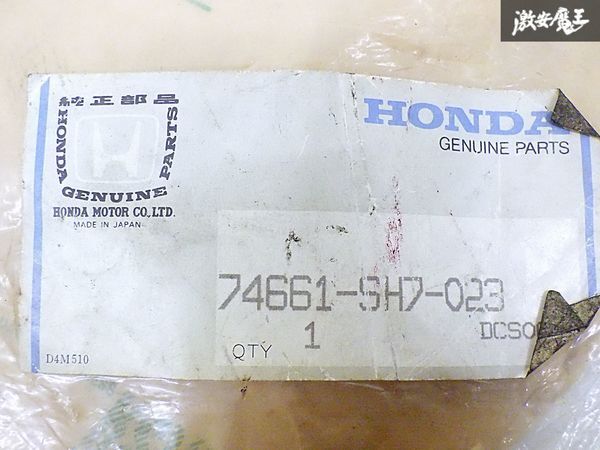 激安魔王
純正部品
HONDA
GENUINE
PARTS
HONDA MOTOR CO.,LTD.
MADE IN JAPAN
HONDA
GENUINE PARTS
74661-SH7-023
QTY 1
D4M510